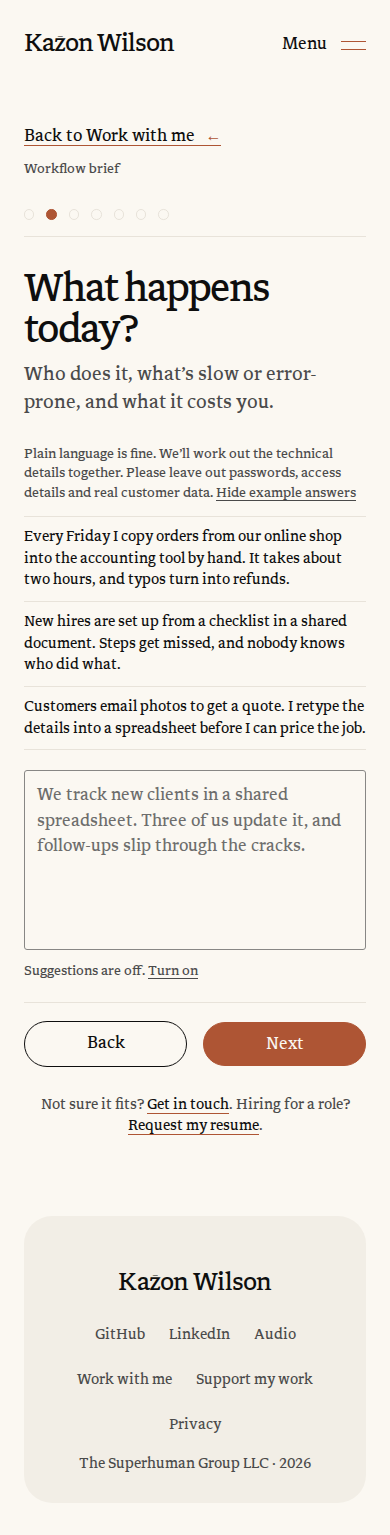 Kazon Wilson
Menu
Back to Work with me ←
Workflow brief
What happens
today?
Who does it, what’s slow or error-
prone, and what it costs you.
Plain language is fine. We’ll work out the technical
details together. Please leave out passwords, access
details and real customer data. Hide example answers
Every Friday I copy orders from our online shop
into the accounting tool by hand. It takes about
two hours, and typos turn into refunds.
New hires are set up from a checklist in a shared
document. Steps get missed, and nobody knows
who did what.
Customers email photos to get a quote. I retype the
details into a spreadsheet before I can price the job.
We track new clients in a shared
spreadsheet. Three of us update it, and
follow-ups slip through the cracks.
Suggestions are off. Turn on
Back
Next
Not sure it fits? Get in touch. Hiring for a role?
Request my resume.
Kazon Wilson
GitHub LinkedIn Audio
Work with me Support my work
Privacy
The Superhuman Group LLC · 2026